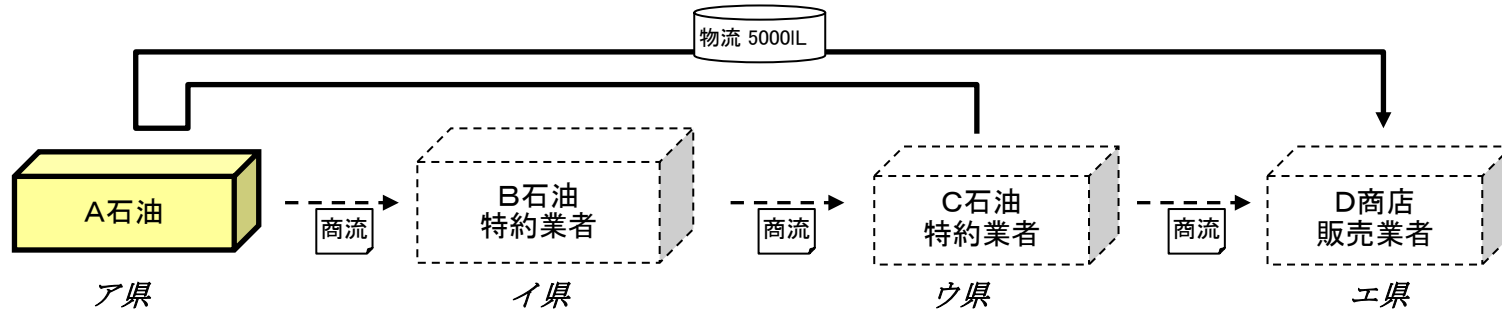 物流 5000lL
A石油
商流
B石油
特約業者
商流
C石油
特約業者
商流
D商店
販売業者
ア県
イ県
ウ県
エ県